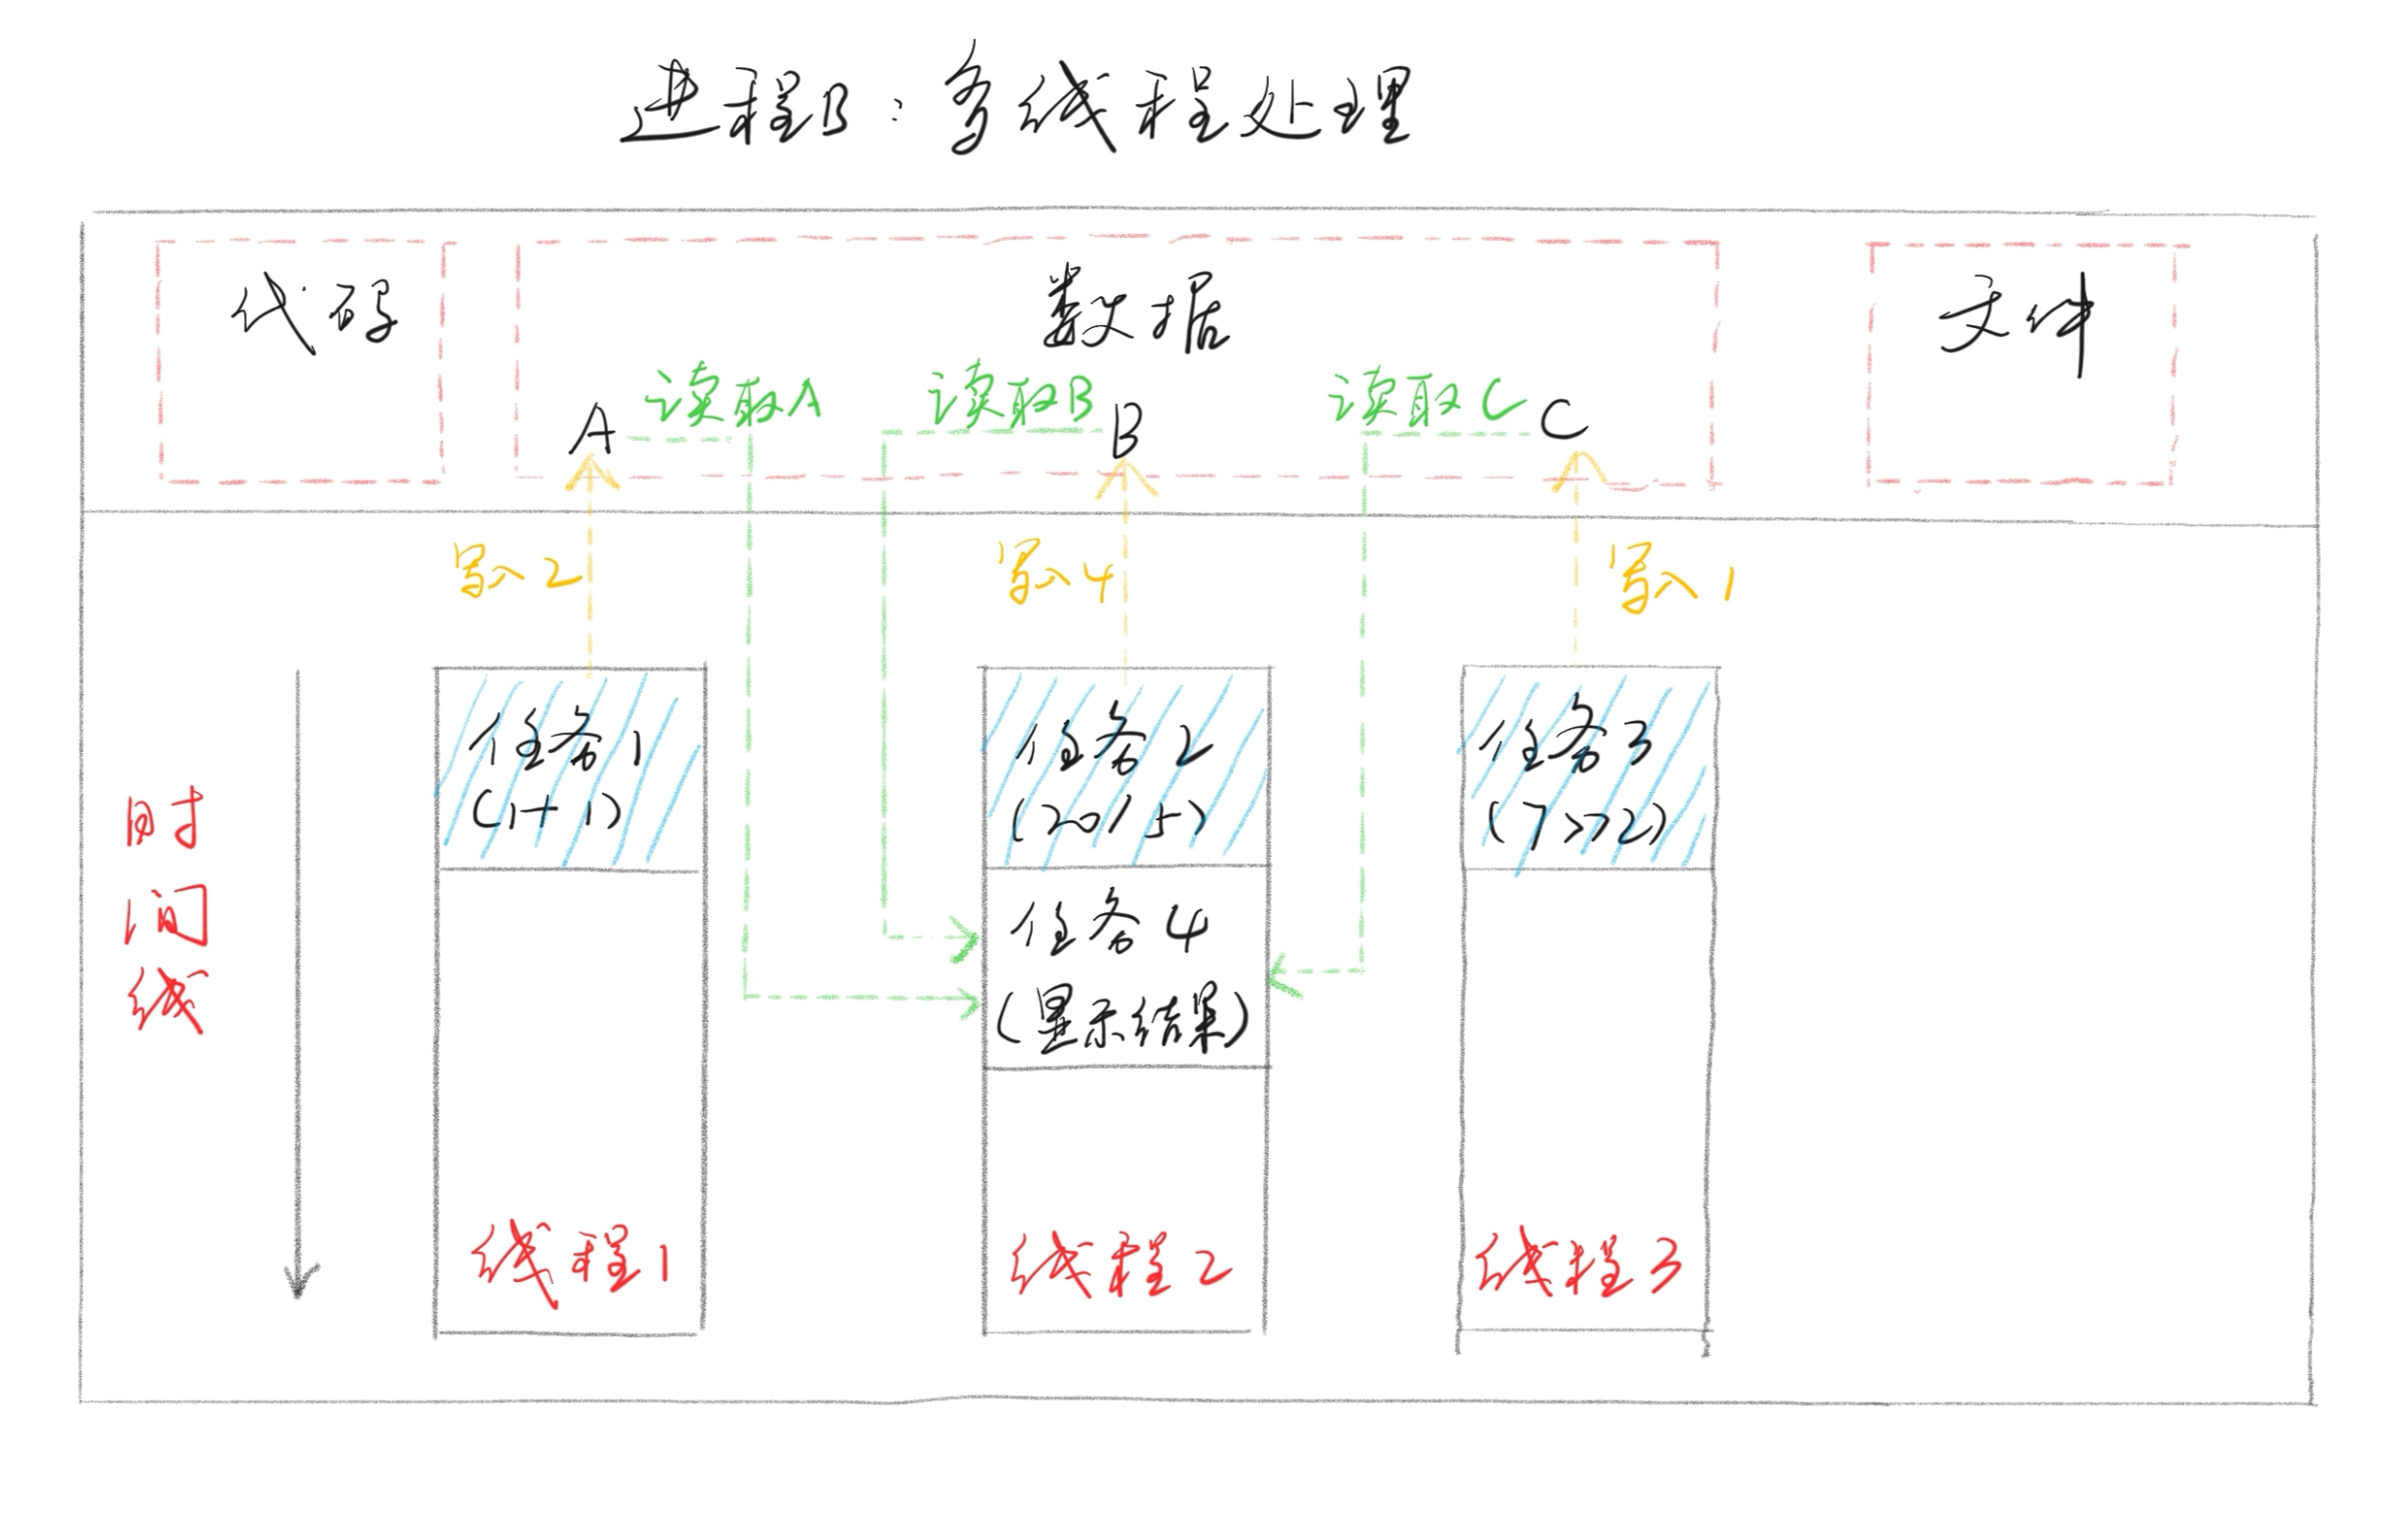 进程B：多线程处理
代码
数据
文件
读取A
读取B
读取C
A
B
C
写入2
写入4
写入1
任务1
(1+1)
任务2
(20/5)
任务3
(7>>2)
时
间
线
任务4
(显示结果)
线程1
线程2
线程3